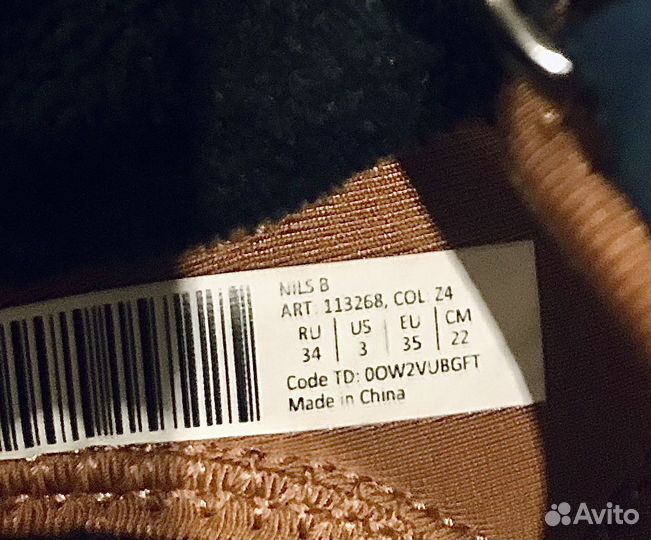 NILS B
ART: 113268, COL: Z4
RU | US | EU | CM
34 | 3 | 35 | 22
Code TD: 0OW2VUBGFT
Made in China
Avito